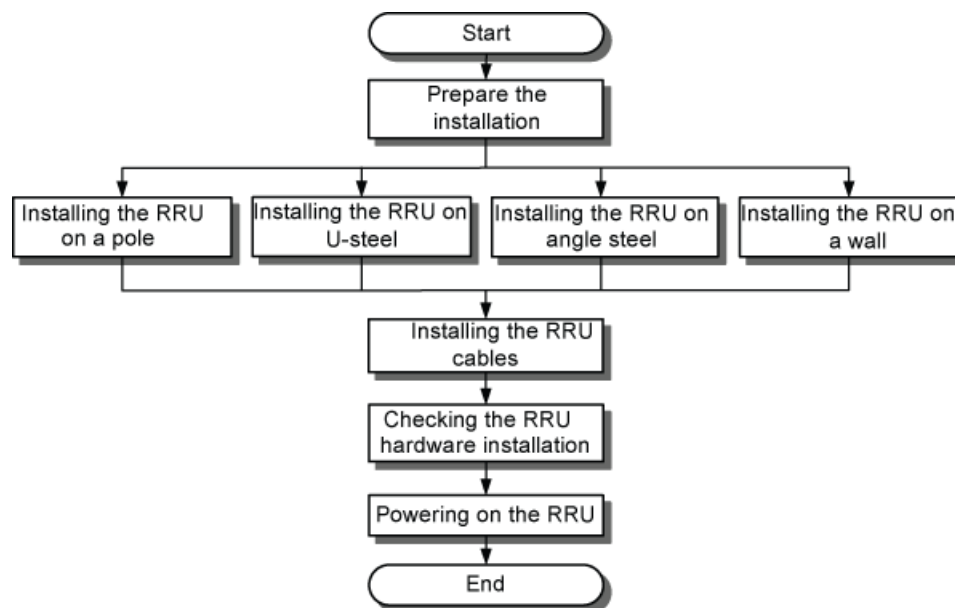 Start
Prepare the
installation
Installing the RRU
on a pole
Installing the RRU on
U-steel
Installing the RRU on
angle steel
Installing the RRU on
a wall
Installing the RRU
cables
Checking the RRU
hardware installation
Powering on the RRU
End